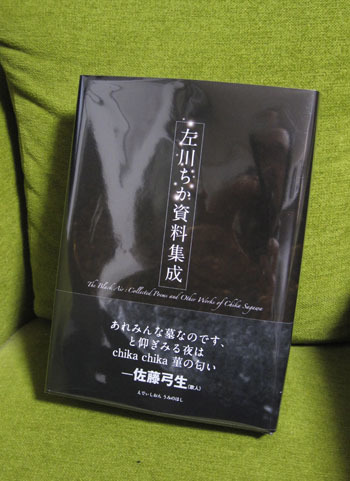 左川ちか資料集成
The Black Air : Collected Poems and Other Works of Chika Sagawa
あれみんな墓なのです、
と仰ぎみる夜は
chika chika 菫の匂い
―佐藤弓生(歌人)
えでぃしおん うみのほし